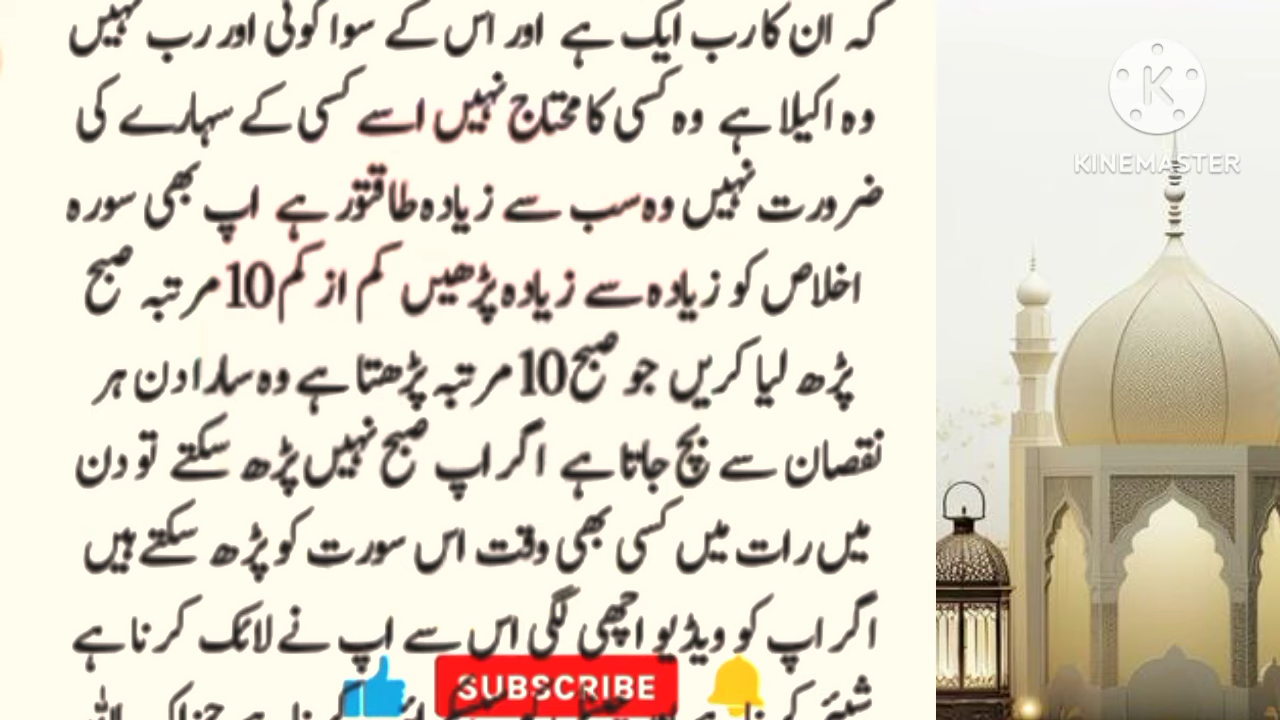 کہ ان کا رب ایک ہے اور اس کے سوا کوئی اور رب نہیں
وہ اکیلا ہے وہ کسی کا محتاج نہیں اسے کسی کے سہارے کی
ضرورت نہیں وہ سب سے زیادہ طاقتور ہے اپ بھی سورہ
اخلاص کو زیادہ سے زیادہ پڑھیں کم از کم 10 مرتبہ صبح
پڑھ لیا کریں جو صبح 10 مرتبہ پڑھتا ہے وہ سارا دن ہر
نقصان سے بچ جاتا ہے اگر اپ صبح نہیں پڑھ سکتے تو دن
میں رات میں کسی بھی وقت اس سورت کو پڑھ سکتے ہیں
اگر اپ کو ویڈیو اچھی لگی اس سے اپ نے لائک کرنا ہے
SUBSCRIBE
KINEMASTER